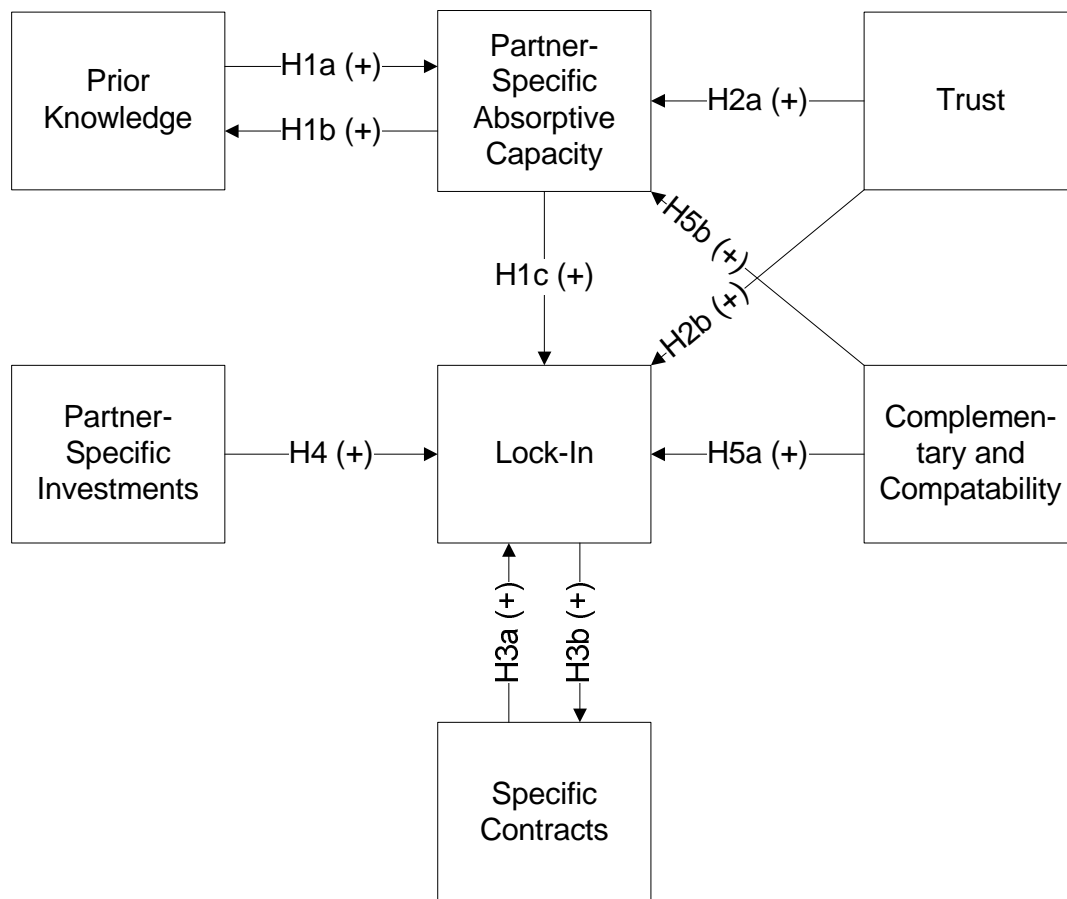 Prior
Knowledge
H1a (+)
H1b (+)
Partner-
Specific
Absorptive
Capacity
H2a (+)
Trust
H1c (+)
H5b (+)
H2b (+)
Partner-
Specific
Investments
H4 (+)
Lock-In
H5a (+)
Complemen-
tary and
Compatability
H3a (+)
H3b (+)
Specific
Contracts